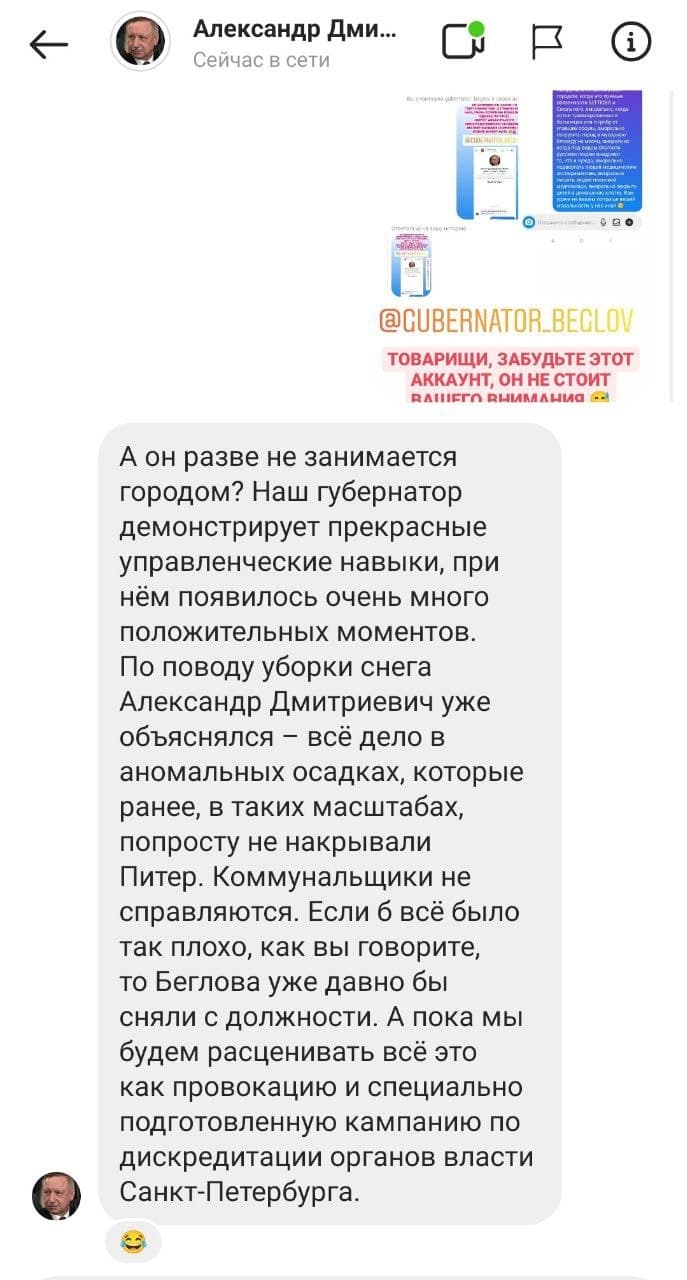 Александр Дми...
Сейчас в сети
@GUBERNATOR_BEGLOV
ТОВАРИЩИ, ЗАБУДЬТЕ ЭТОТ
АККАУНТ, ОН НЕ СТОИТ
ВАШЕГО ВНИМАНИЯ
А он разве не занимается
городом? Наш губернатор
демонстрирует прекрасные
управленческие навыки, при
нём появилось очень много
положительных моментов.
По поводу уборки снега
Александр Дмитриевич уже
объяснялся – всё дело в
аномальных осадках, которые
ранее, в таких масштабах,
попросту не накрывали
Питер. Коммунальщики не
справляются. Если б всё было
так плохо, как вы говорите,
то Беглова уже давно бы
сняли с должности. А пока мы
будем расценивать всё это
как провокацию и специально
подготовленную кампанию по
дискредитации органов власти
Санкт-Петербурга.